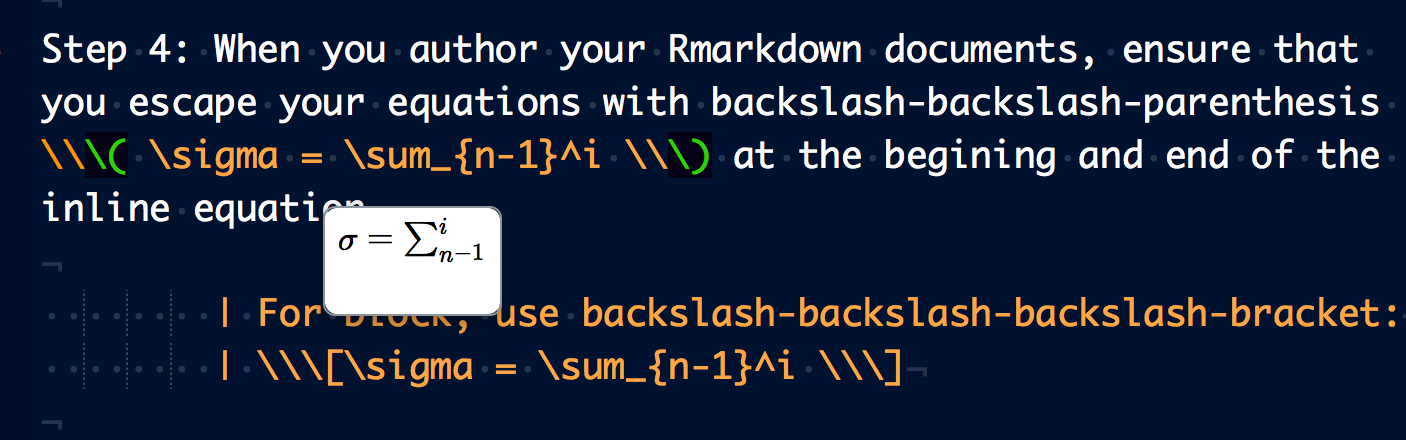 Step 4: When you author your Rmarkdown documents, ensure that
you escape your equations with backslash-backslash-parenthesis
\\\( \sigma = \sum_{n-1}^i \\\) at the begining and end of the
inline equation
σ = ∑^i_{n−1}
| For block, use backslash-backslash-backslash-bracket:
| \\\[\sigma = \sum_{n-1}^i \\\]